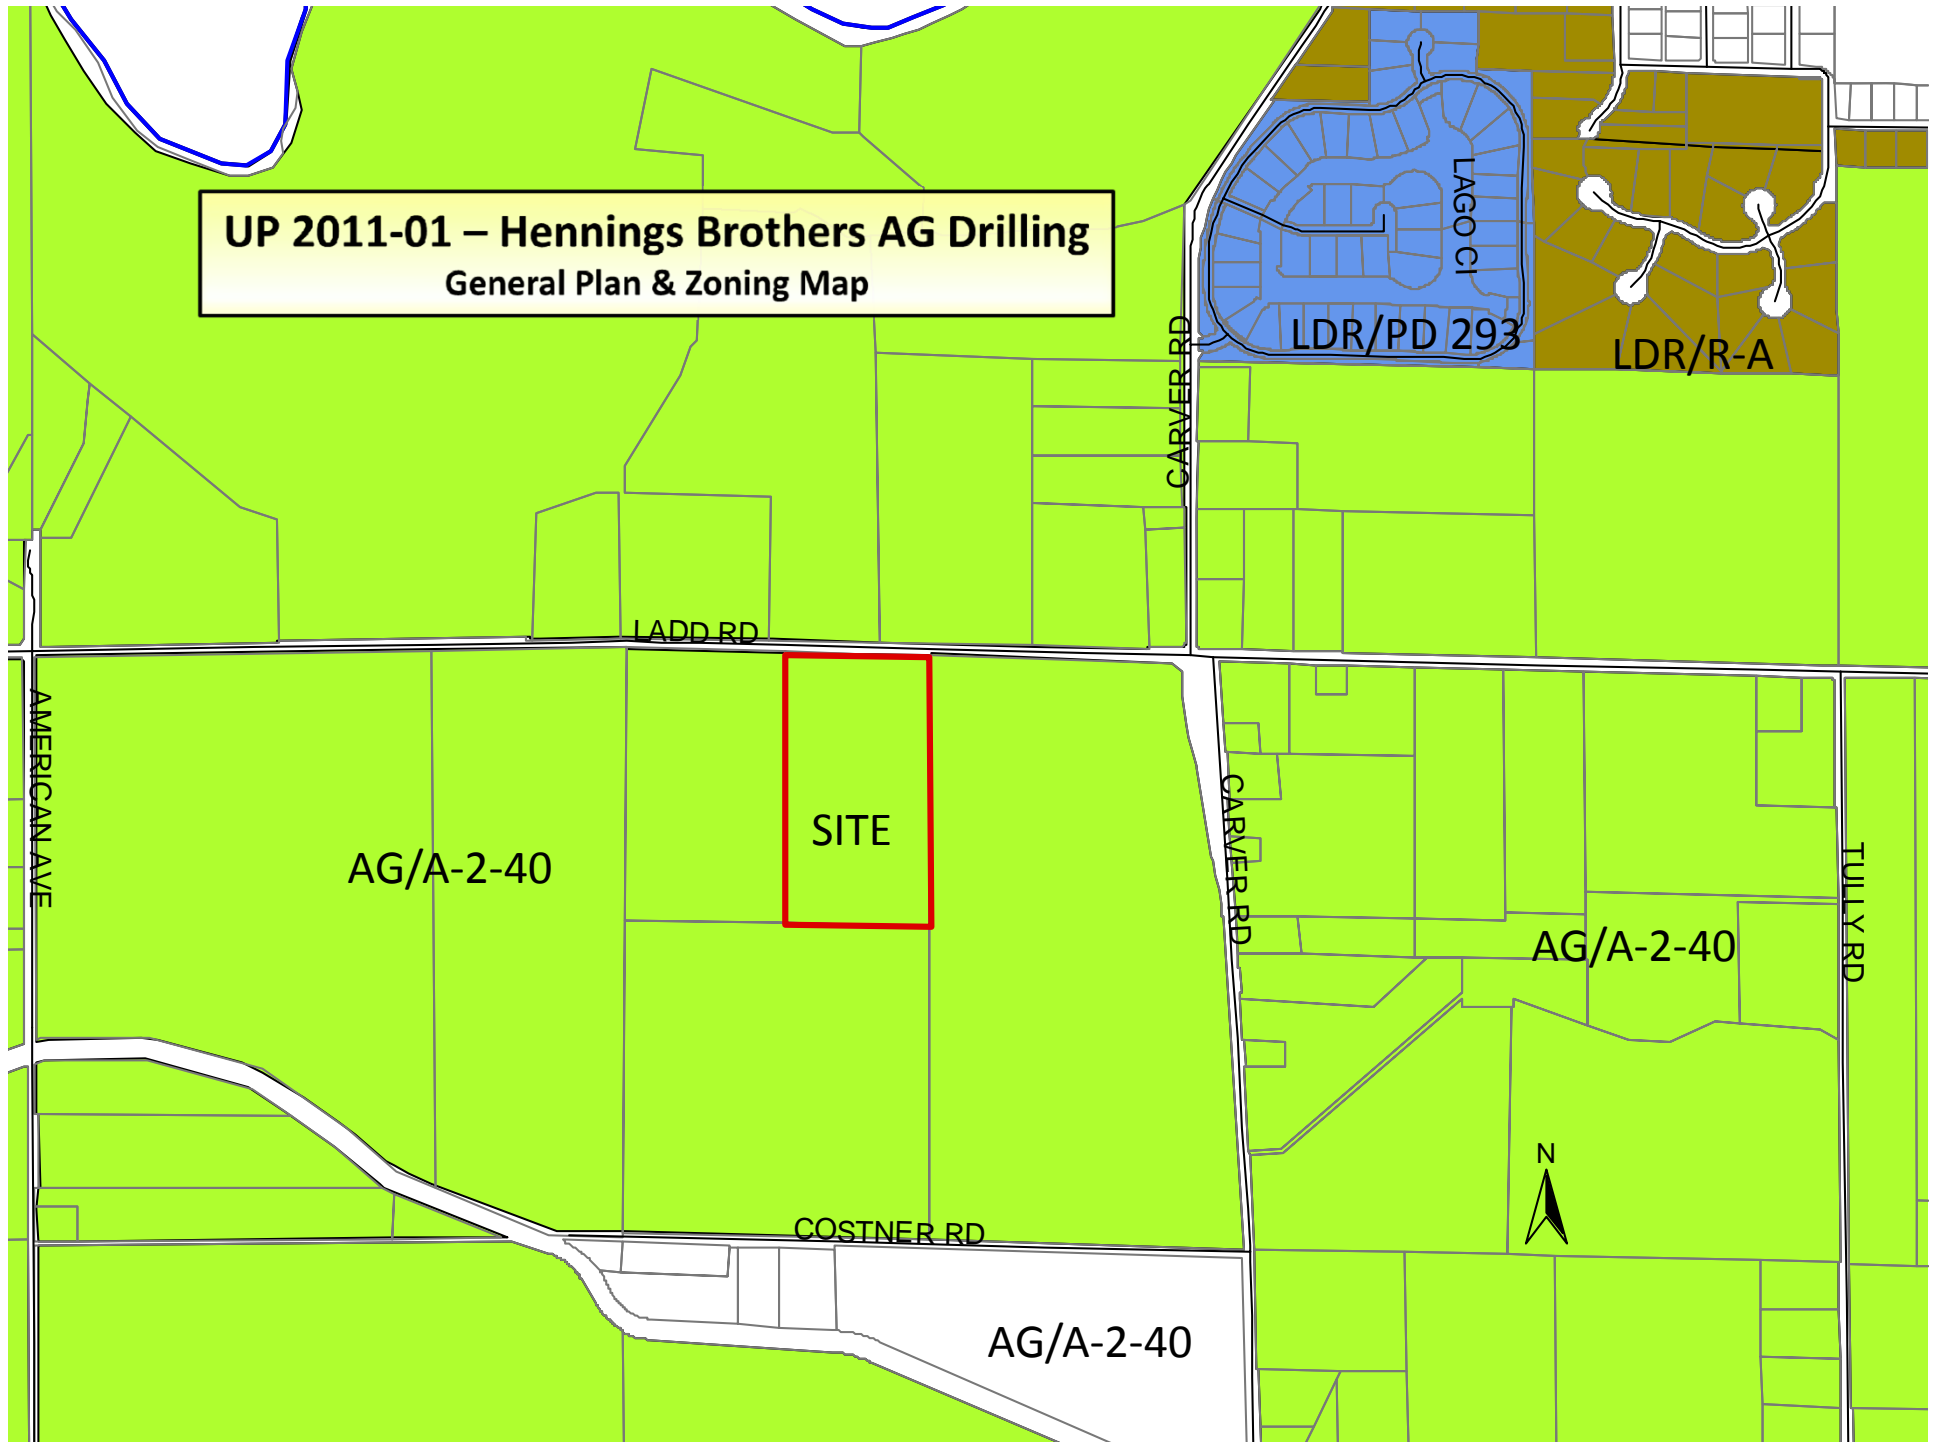 UP 2011-01 – Hennings Brothers AG Drilling
General Plan & Zoning Map
LAGO CI
LDR/PD 293
LDR/R-A
CARVER RD
LADD RD
AMERICAN AVE
SITE
AG/A-2-40
CARVER RD
TULLY RD
AG/A-2-40
N
COSTNER RD
AG/A-2-40